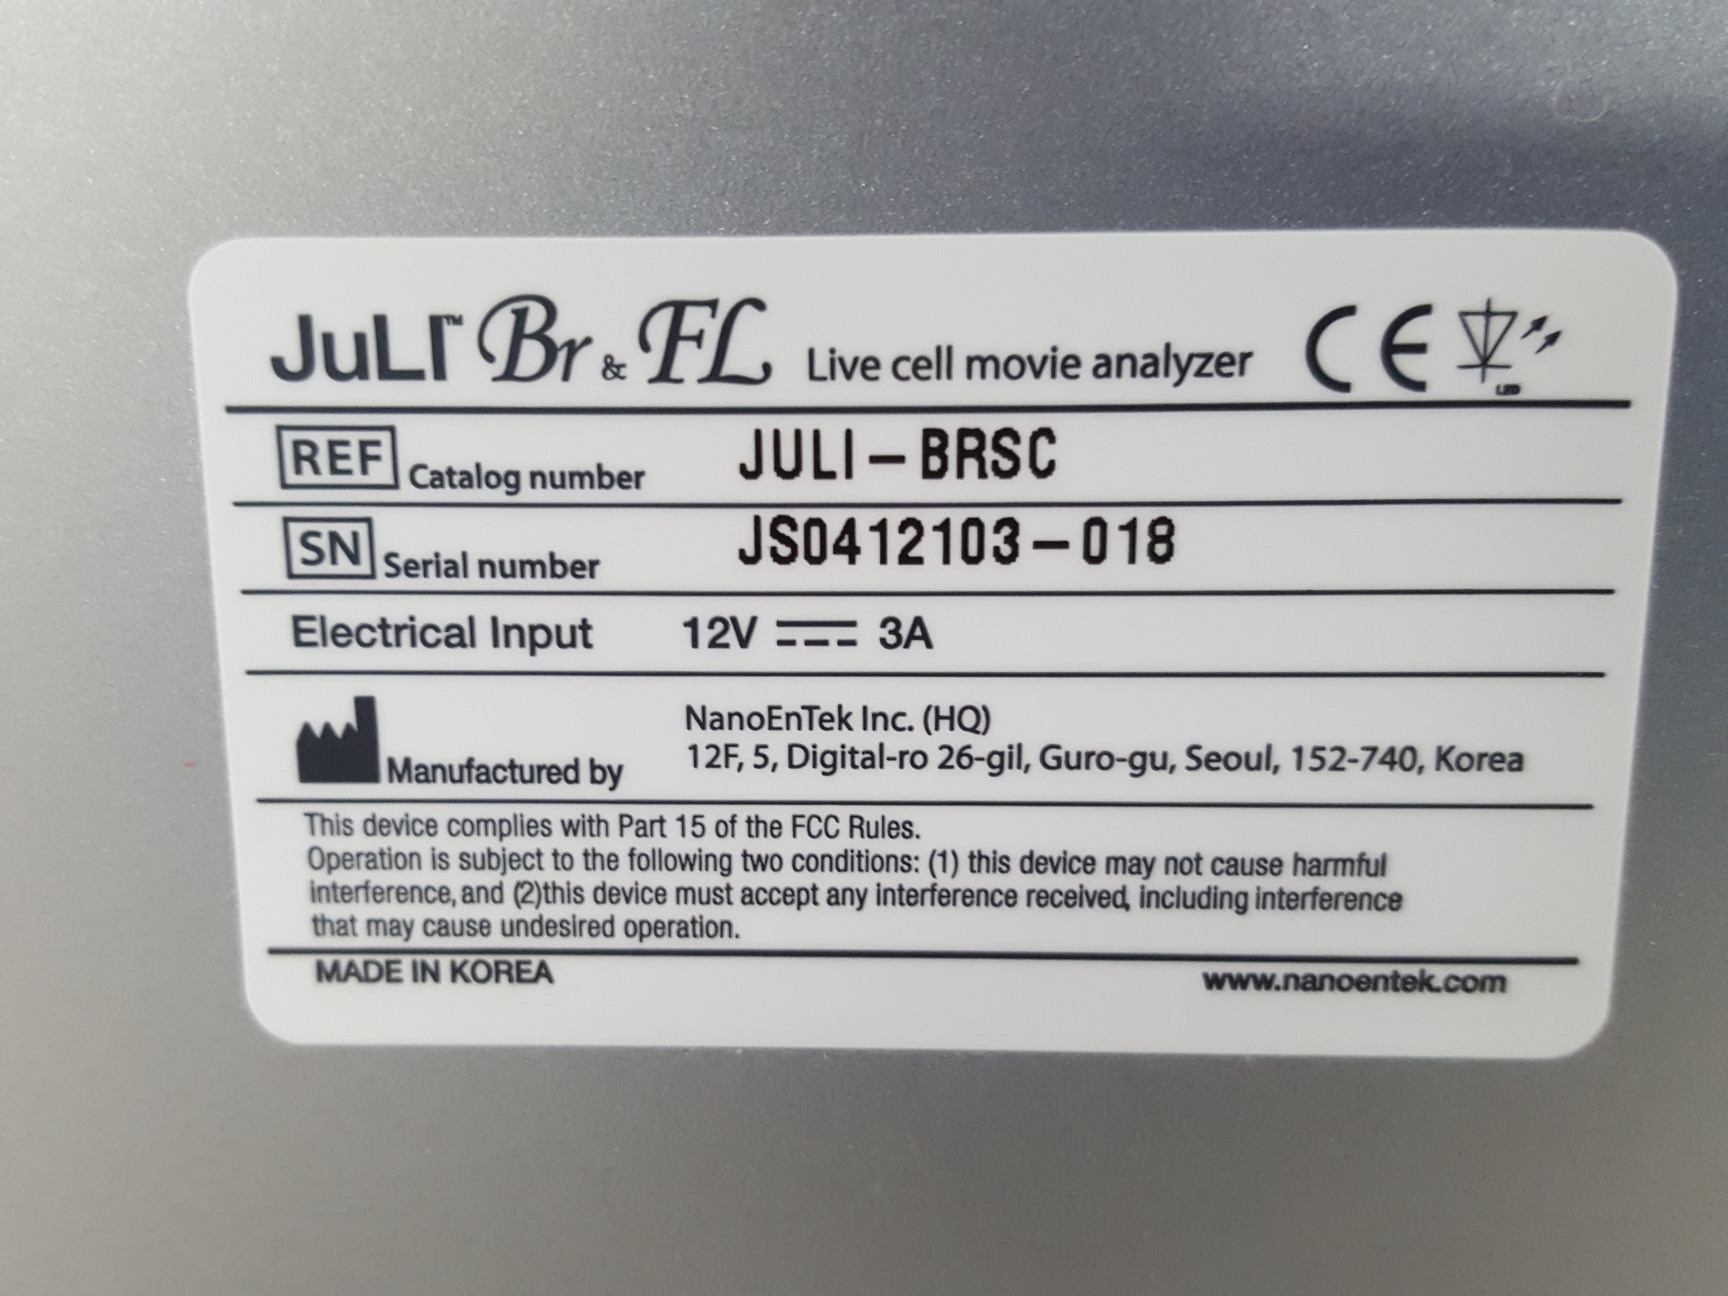 JuLI™ Br & FL Live cell movie analyzer CE LED
REF Catalog number JULI-BRSC
SN Serial number JS0412103-018
Electrical Input 12V 3A
NanoEnTek Inc. (HQ)
Manufactured by 12F, 5, Digital-ro 26-gil, Guro-gu, Seoul, 152-740, Korea
This device complies with Part 15 of the FCC Rules.
Operation is subject to the following two conditions: (1) this device may not cause harmful
interference, and (2)this device must accept any interference received, including interference
that may cause undesired operation.
MADE IN KOREA www.nanoentek.com